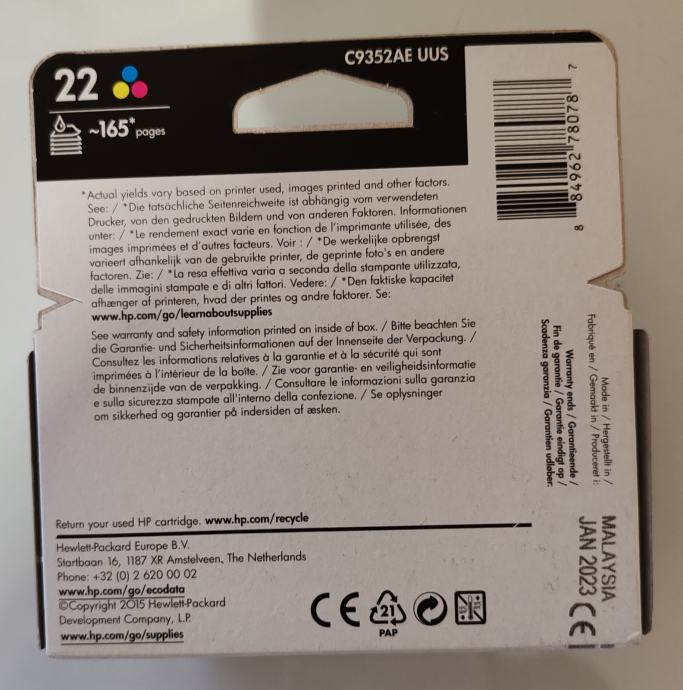 C9352AE UUS
22
~165* pages
*Actual yields vary based on printer used, images printed and other factors.
See: / *Die tatsächliche Seitenreichweite ist abhängig vom verwendeten
Drucker, von den gedruckten Bildern und von anderen Faktoren. Informationen
unter: / *Le rendement exact varie en fonction de l'imprimante utilisée, des
images imprimées et d'autres facteurs. Voir : / *De werkelijke opbrengst
varieert afhankelijk van de gebruikte printer, de geprinte foto's en andere
factoren. Zie: / *La resa effettiva varia a seconda della stampante utilizzata,
delle immagini stampate e di altri fattori. Vedere: / *Den faktiske kapacitet
afhænger af printeren, hvad der printes og andre faktorer. Se:
www.hp.com/go/learnaboutsupplies
See warranty and safety information printed on inside of box. / Bitte beachten Sie
die Garantie- und Sicherheitsinformationen auf der Innenseite der Verpackung. /
Consultez les informations relatives à la garantie et à la sécurité qui sont
imprimées à l'intérieur de la boîte. / Zie voor garantie- en veiligheidsinformatie
de binnenzijde van de verpakking. / Consultare le informazioni sulla garanzia
e sulla sicurezza stampate all'interno della confezione. / Se oplysninger
om sikkerhed og garantier på indersiden af æsken.
Return your used HP cartridge. www.hp.com/recycle
Hewlett-Packard Europe B.V.
Startbaan 16, 1187 XR Amstelveen, The Netherlands
Phone: +32 (0) 2 620 00 02
www.hp.com/go/ecodata
©Copyright 2015 Hewlett-Packard
Development Company, L.P.
www.hp.com/go/supplies
CE
21
PAP
7 87087 29648 8
Made in / Hergestellt in /
Fabriqué en / Gemaakt in / Produceret i:
Warranty ends / Garantieende /
Fin de garantie / Garantie eindigt op /
Scadenza garanzia / Garantien udløber:
MALAYSIA
JAN 2023
CE